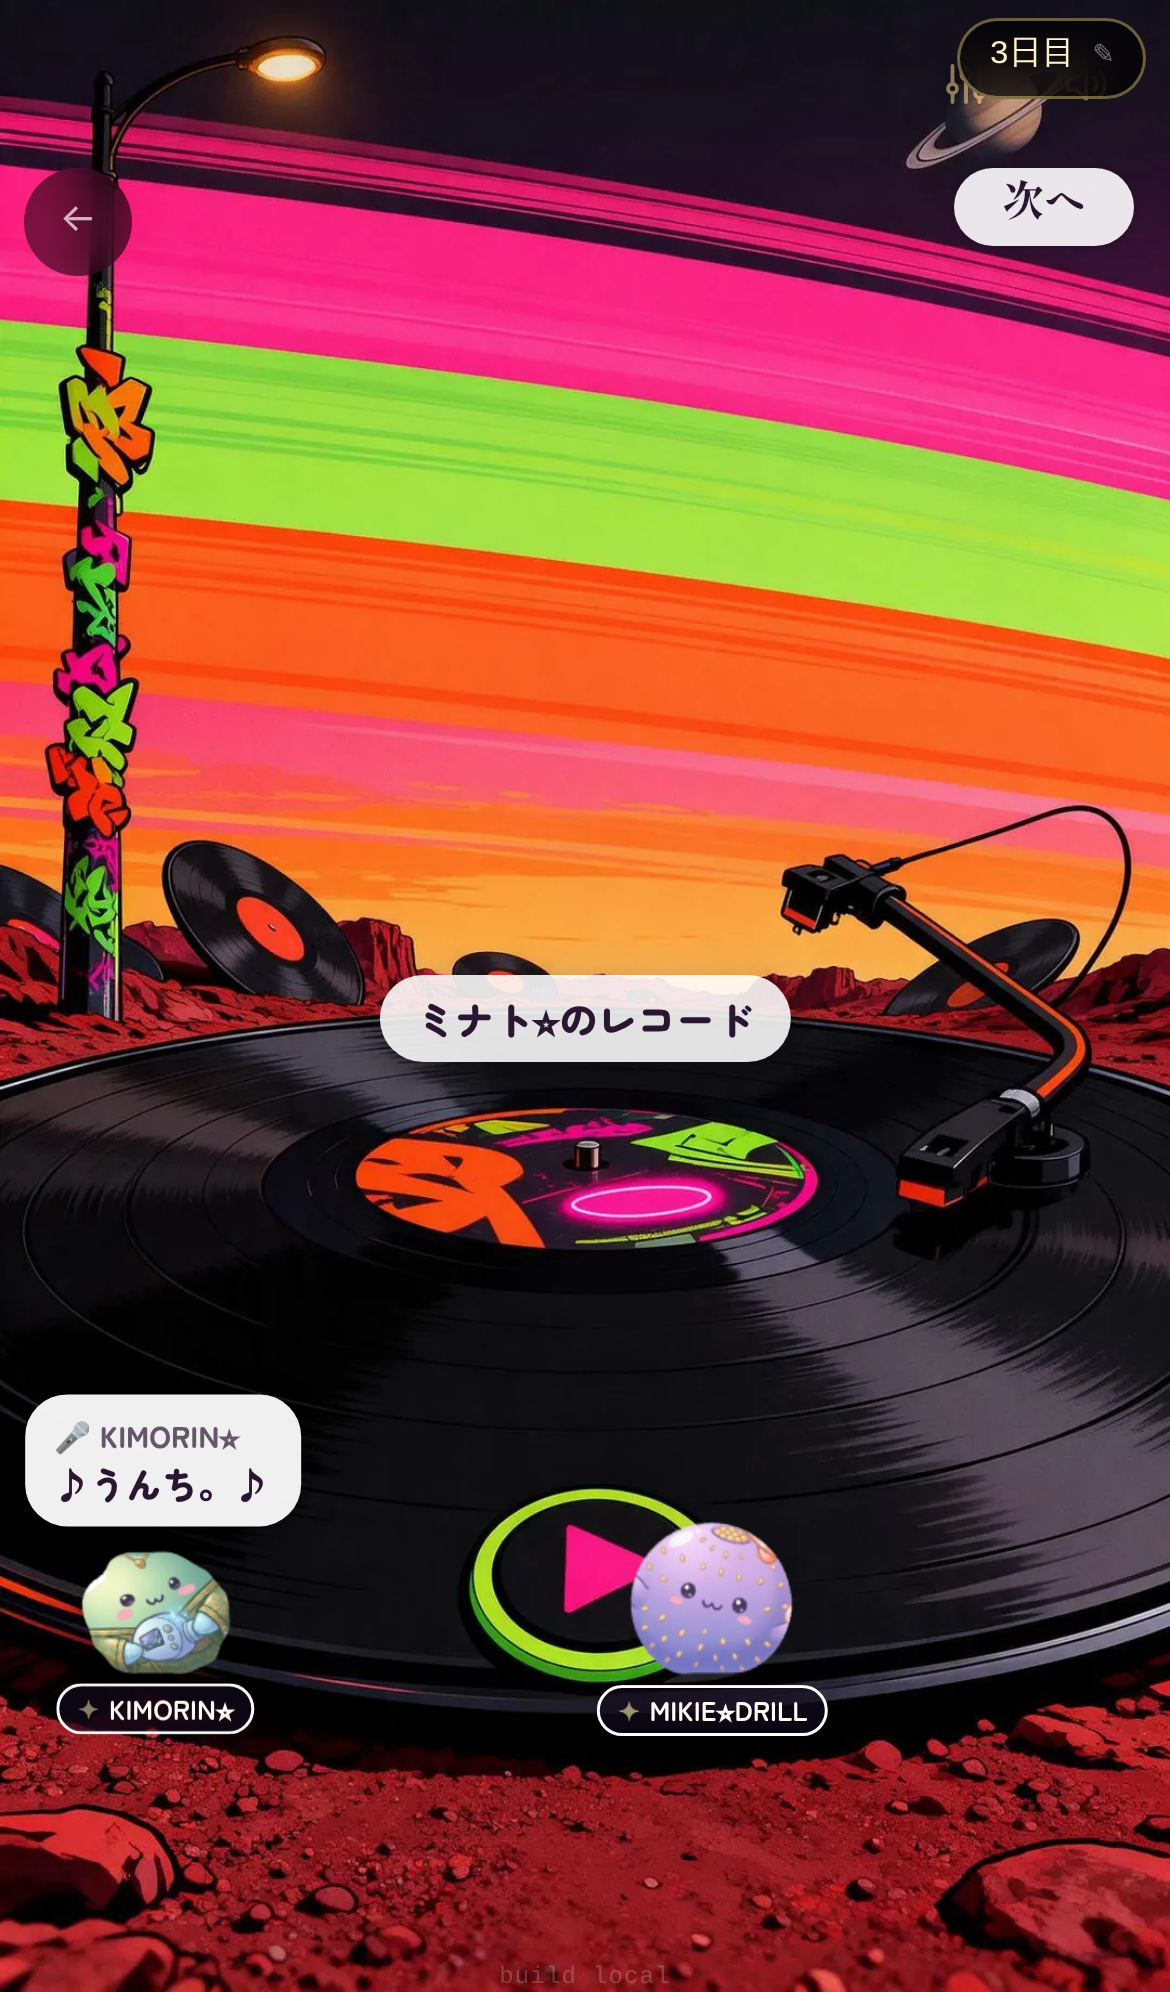 3日目 ✎
次へ
ミナト☆のレコード
🎤 KIMORIN☆
♪うんち。♪
✦ KIMORIN☆
✦ MIKIE☆DRILL
build local